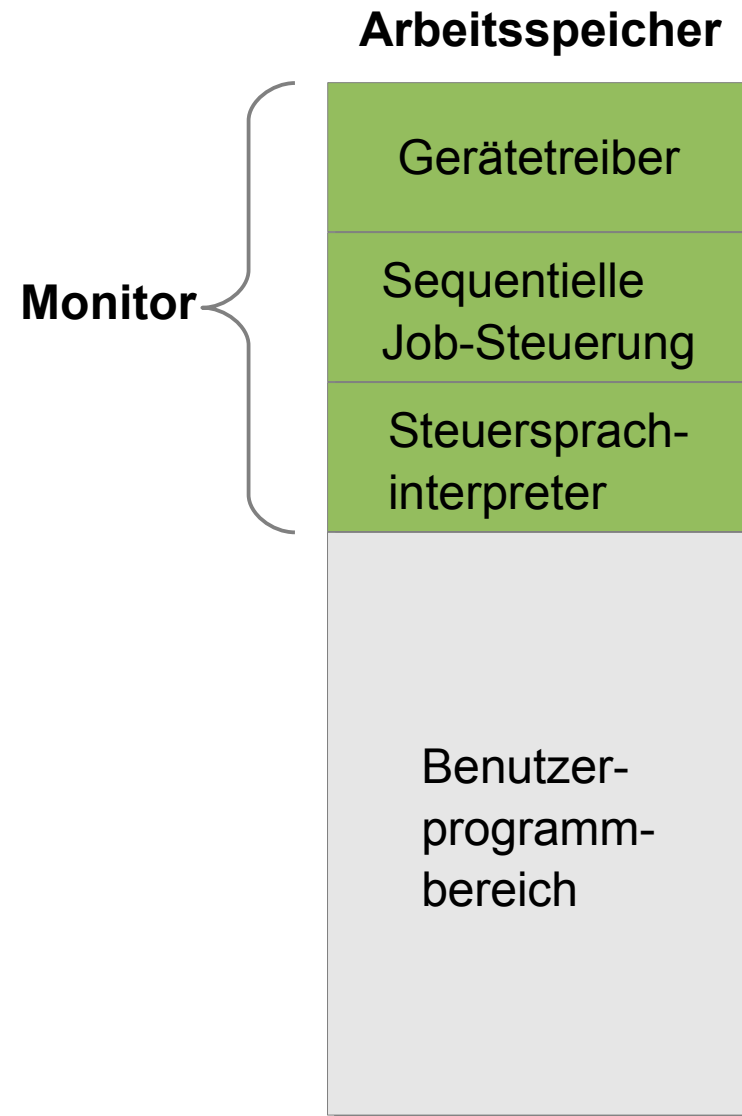 Arbeitsspeicher
Gerätetreiber
Sequentielle
Job-Steuerung
Monitor
Steuersprach-
interpreter
Benutzer-
programm-
bereich